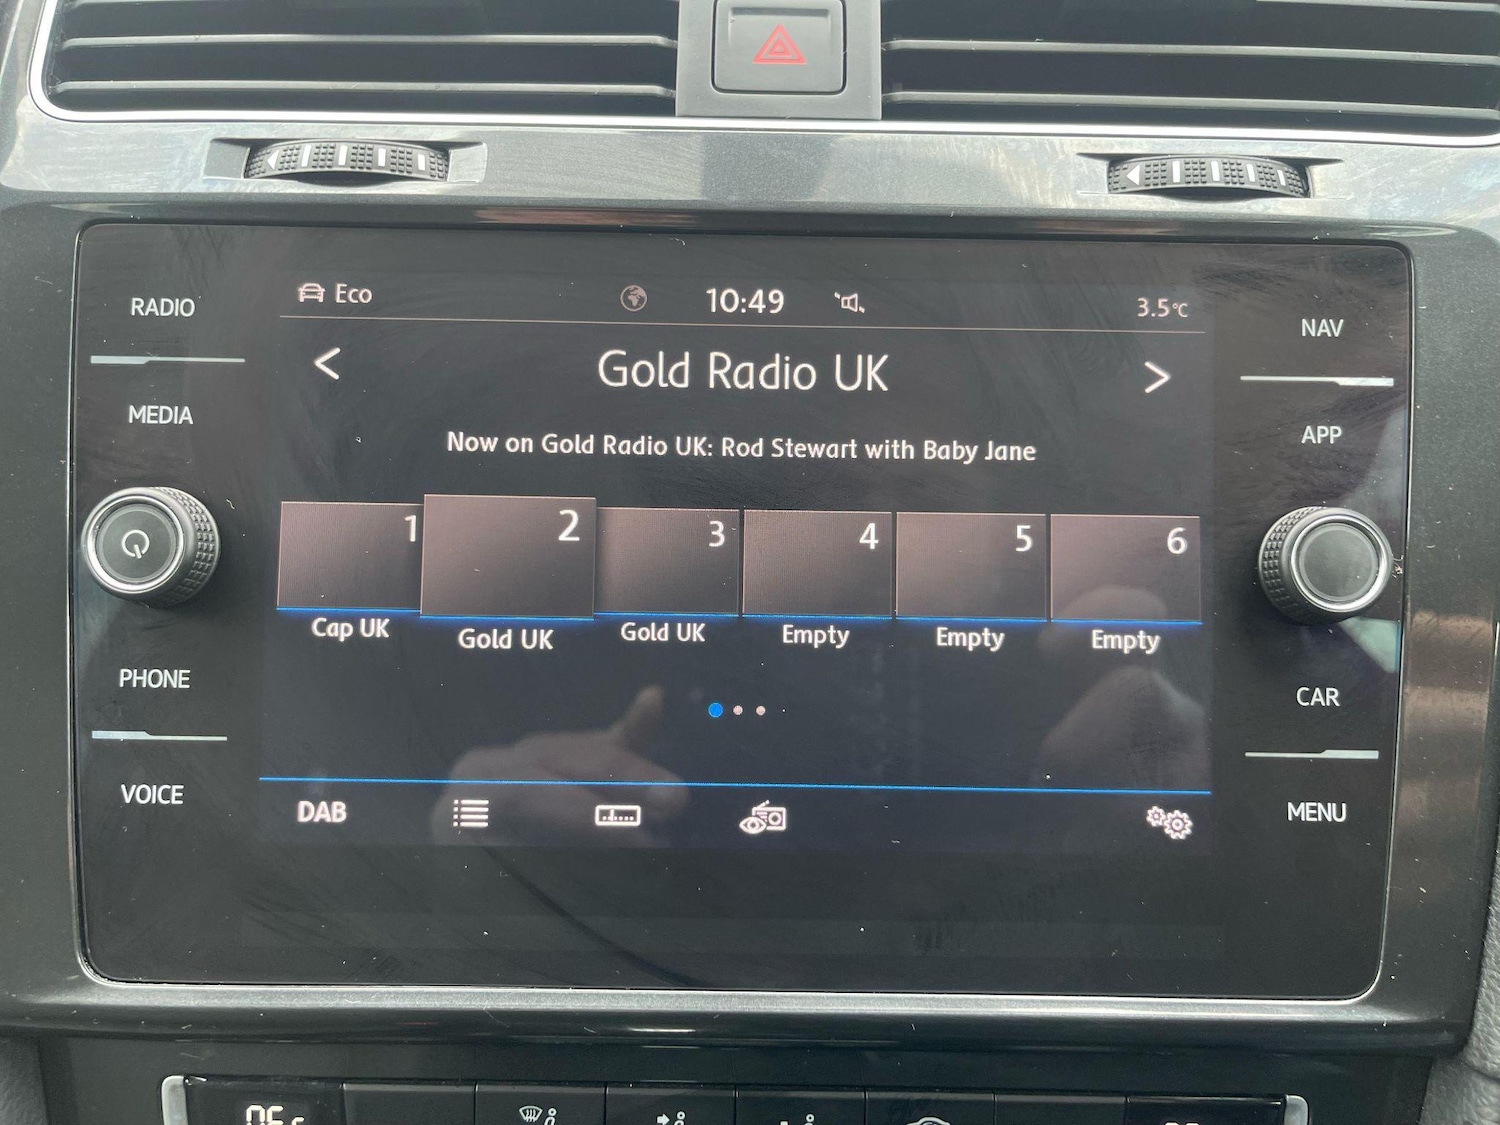 RADIO
MEDIA
PHONE
VOICE
Eco
10:49
3.5°C
< Gold Radio UK >
Now on Gold Radio UK: Rod Stewart with Baby Jane
1 2 3 4 5 6
Cap UK Gold UK Gold UK Empty Empty Empty
DAB
NAV
APP
CAR
MENU